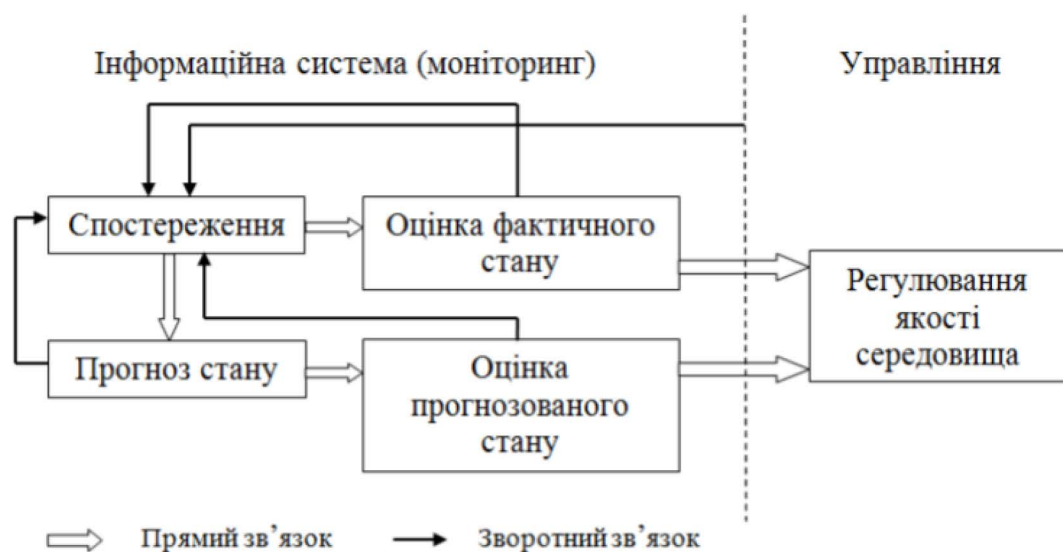 Інформаційна система (моніторинг)
Управління
Спостереження
Оцінка фактичного
стану
Регулювання
якості
середовища
Прогноз стану
Оцінка
прогнозованого
стану
Прямий зв’язок
Зворотний зв’язок